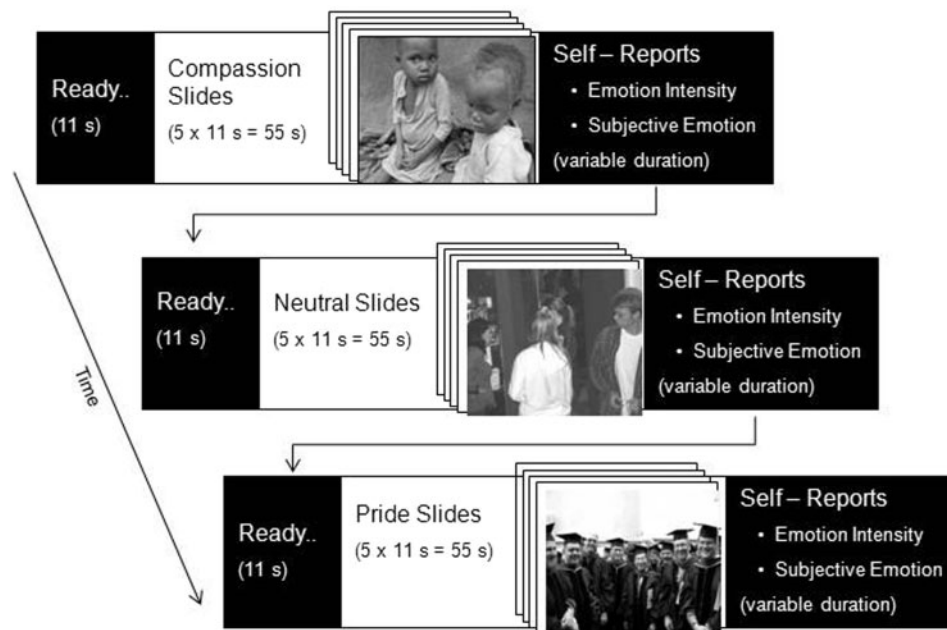 Ready..
(11 s)
Compassion
Slides
(5 x 11 s = 55 s)
Self – Reports
• Emotion Intensity
• Subjective Emotion
(variable duration)
Time
Ready..
(11 s)
Neutral Slides
(5 x 11 s = 55 s)
Self – Reports
• Emotion Intensity
• Subjective Emotion
(variable duration)
Ready..
(11 s)
Pride Slides
(5 x 11 s = 55 s)
Self – Reports
• Emotion Intensity
• Subjective Emotion
(variable duration)